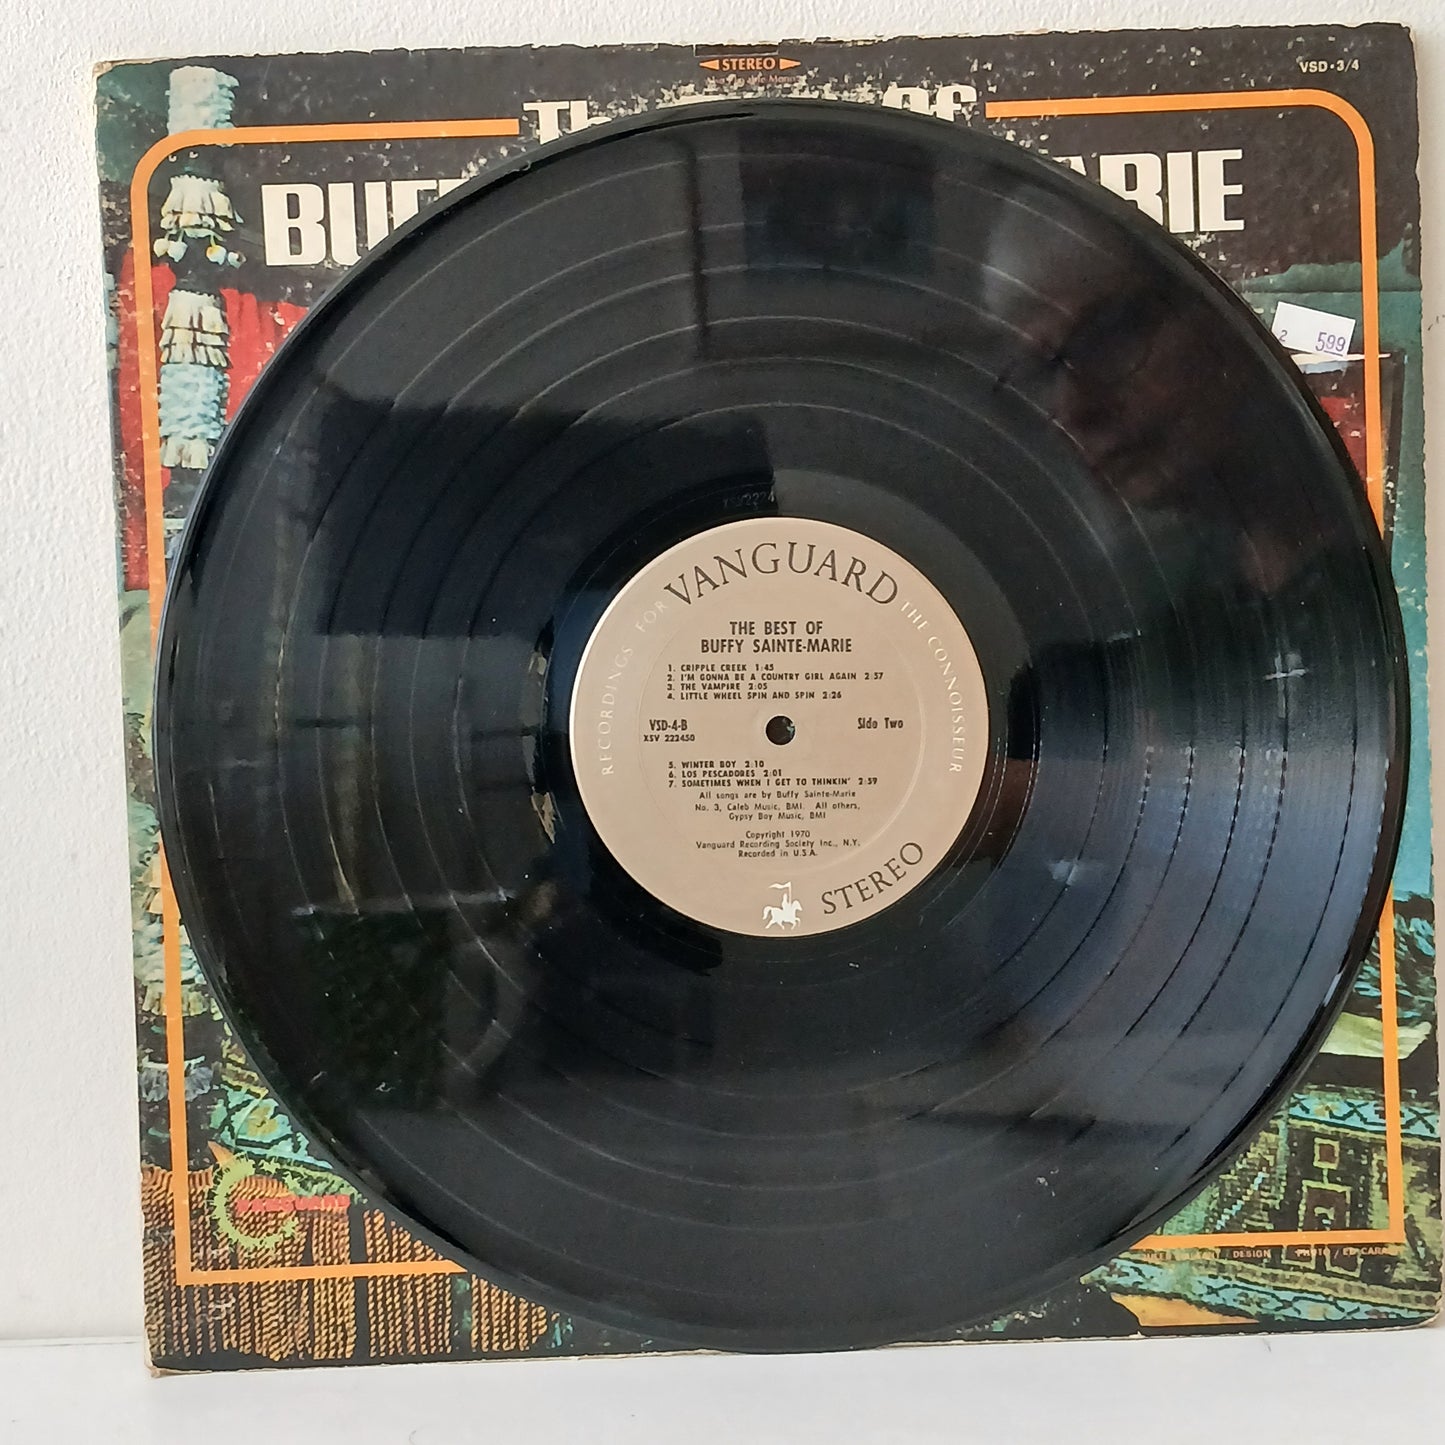 STEREO
VSD • 3/4
Of
2 599
VANGUARD
RECORDINGS FOR
THE CONNOISSEUR
THE BEST OF
BUFFY SAINTE-MARIE
1. CRIPPLE CREEK 1:45
2. I'M GONNA BE A COUNTRY GIRL AGAIN 2:57
3. THE VAMPIRE 2:05
4. LITTLE WHEEL SPIN AND SPIN 2:26
VSD-4-B
Side Two
XSV 222450
5. WINTER BOY 2:10
6. LOS PESCADORES 2:01
7. SOMETIMES WHEN I GET TO THINKIN' 2:59
All songs are by Buffy Sainte-Marie
No. 3, Caleb Music, BMI. All others,
Gypsy Boy Music, BMI
Copyright 1970
Vanguard Recording Society Inc., N.Y.
Recorded in U.S.A.
STEREO
VANGUARD
DESIGN PHOTO /